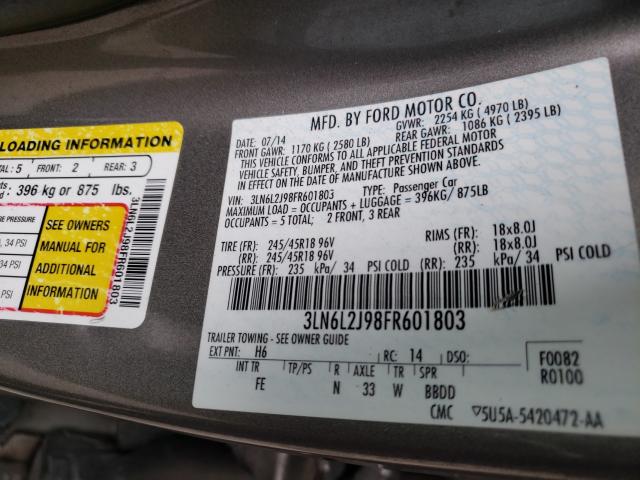 LOADING INFORMATION
TAL: 5 FRONT: 2 REAR: 3
396 kg or 875 lbs.
PRESSURE
34 PSI
34 PSI
PSI
SEE OWNERS
MANUAL FOR
ADDITIONAL
INFORMATION
3LN6L2J98FR601803
MFD. BY FORD MOTOR CO.
07/14 GVWR: 2254 KG ( 4970 LB)
FRONT GAWR: 1170 KG ( 2580 LB) REAR GAWR: 1086 KG ( 2395 LB)
THIS VEHICLE CONFORMS TO ALL APPLICABLE FEDERAL MOTOR
VEHICLE SAFETY, BUMPER, AND THEFT PREVENTION STANDARDS
IN EFFECT ON THE DATE OF MANUFACTURE SHOWN ABOVE.
VIN: 3LN6L2J98FR601803 TYPE: Passenger Car
MAXIMUM LOAD = OCCUPANTS + LUGGAGE = 396KG/ 875LB
OCCUPANTS = 5 TOTAL; 2 FRONT, 3 REAR
TIRE (FR): 245/45R18 96V RIMS (FR): 18x8.0J
(RR): 245/45R18 96V (RR): 18x8.0J
PRESSURE (FR): 235 kPa/ 34 PSI COLD (RR): 235 kPa/ 34 PSI COLD
3LN6L2J98FR601803
TRAILER TOWING - SEE OWNER GUIDE
EXT PNT: H6 RC: 14 DSO: F0082
INT TR TP/PS R AXLE TR SPR R0100
FE N 33 W BBDD
CMC ▽5U5A-5420472-AA